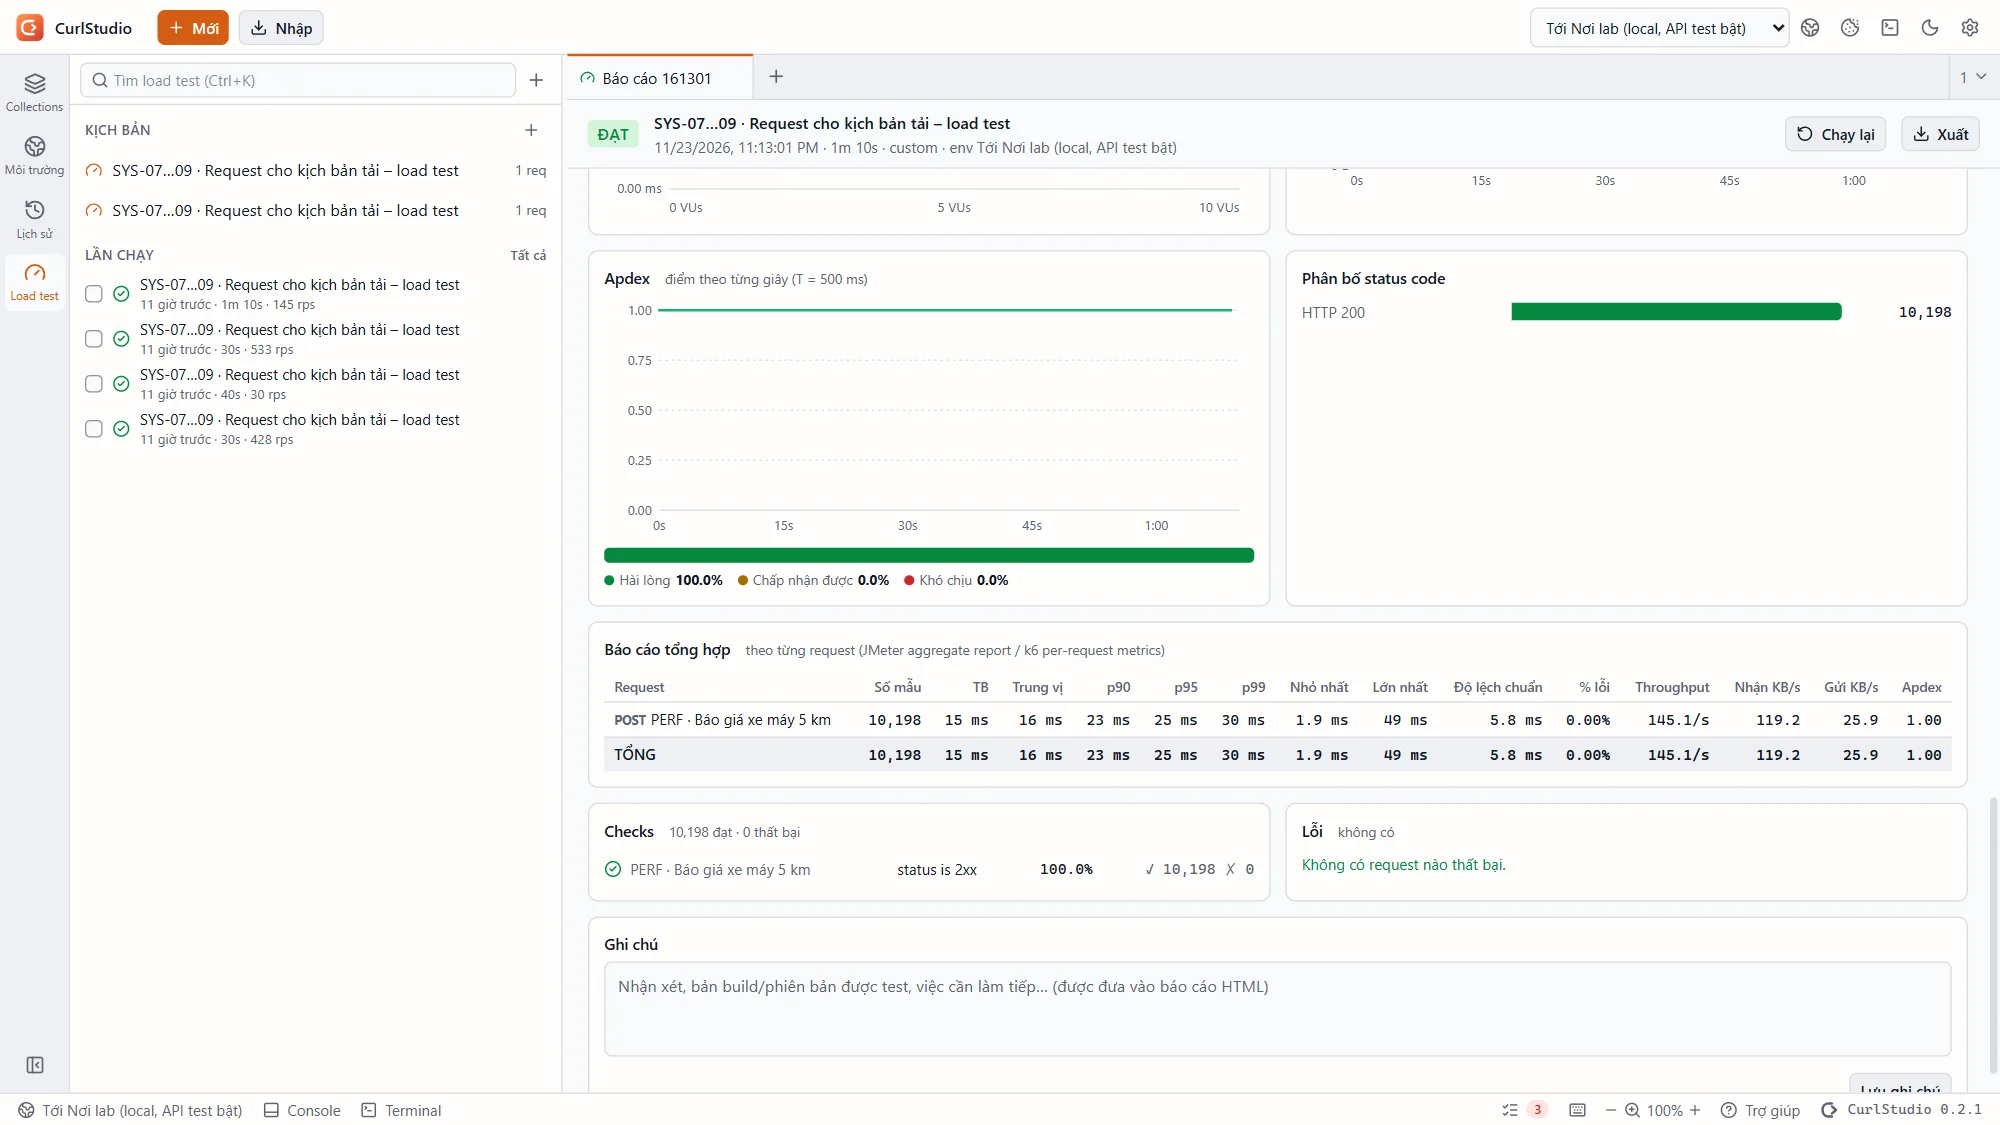 CurlStudio
Mới
Nhập
Tới Nơi lab (local, API test bật)
Collections
Môi trường
Lịch sử
Load test
Tìm load test (Ctrl+K)
KỊCH BẢN
SYS-07...09 · Request cho kịch bản tải – load test 1 req
SYS-07...09 · Request cho kịch bản tải – load test 1 req
LẦN CHẠY Tất cả
SYS-07...09 · Request cho kịch bản tải – load test
11 giờ trước · 1m 10s · 145 rps
SYS-07...09 · Request cho kịch bản tải – load test
11 giờ trước · 30s · 533 rps
SYS-07...09 · Request cho kịch bản tải – load test
11 giờ trước · 40s · 30 rps
SYS-07...09 · Request cho kịch bản tải – load test
11 giờ trước · 30s · 428 rps
Báo cáo 161301
1
ĐẠT
SYS-07...09 · Request cho kịch bản tải – load test
11/23/2026, 11:13:01 PM · 1m 10s · custom · env Tới Nơi lab (local, API test bật)
Chạy lại
Xuất
0.00 ms
0 VUs 5 VUs 10 VUs
0s 15s 30s 45s 1:00
Apdex điểm theo từng giây (T = 500 ms)
1.00
0.75
0.50
0.25
0.00
0s 15s 30s 45s 1:00
Hài lòng 100.0% Chấp nhận được 0.0% Khó chịu 0.0%
Phân bố status code
HTTP 200 10,198
Báo cáo tổng hợp theo từng request (JMeter aggregate report / k6 per-request metrics)
Request Số mẫu TB Trung vị p90 p95 p99 Nhỏ nhất Lớn nhất Độ lệch chuẩn % lỗi Throughput Nhận KB/s Gửi KB/s Apdex
POST PERF · Báo giá xe máy 5 km 10,198 15 ms 16 ms 23 ms 25 ms 30 ms 1.9 ms 49 ms 5.8 ms 0.00% 145.1/s 119.2 25.9 1.00
TỔNG 10,198 15 ms 16 ms 23 ms 25 ms 30 ms 1.9 ms 49 ms 5.8 ms 0.00% 145.1/s 119.2 25.9 1.00
Checks 10,198 đạt · 0 thất bại
PERF · Báo giá xe máy 5 km status is 2xx 100.0% ✓ 10,198 ✗ 0
Lỗi không có
Không có request nào thất bại.
Ghi chú
Nhận xét, bản build/phiên bản được test, việc cần làm tiếp... (được đưa vào báo cáo HTML)
Lưu ghi chú
Tới Nơi lab (local, API test bật) Console Terminal
3 100% Trợ giúp CurlStudio 0.2.1